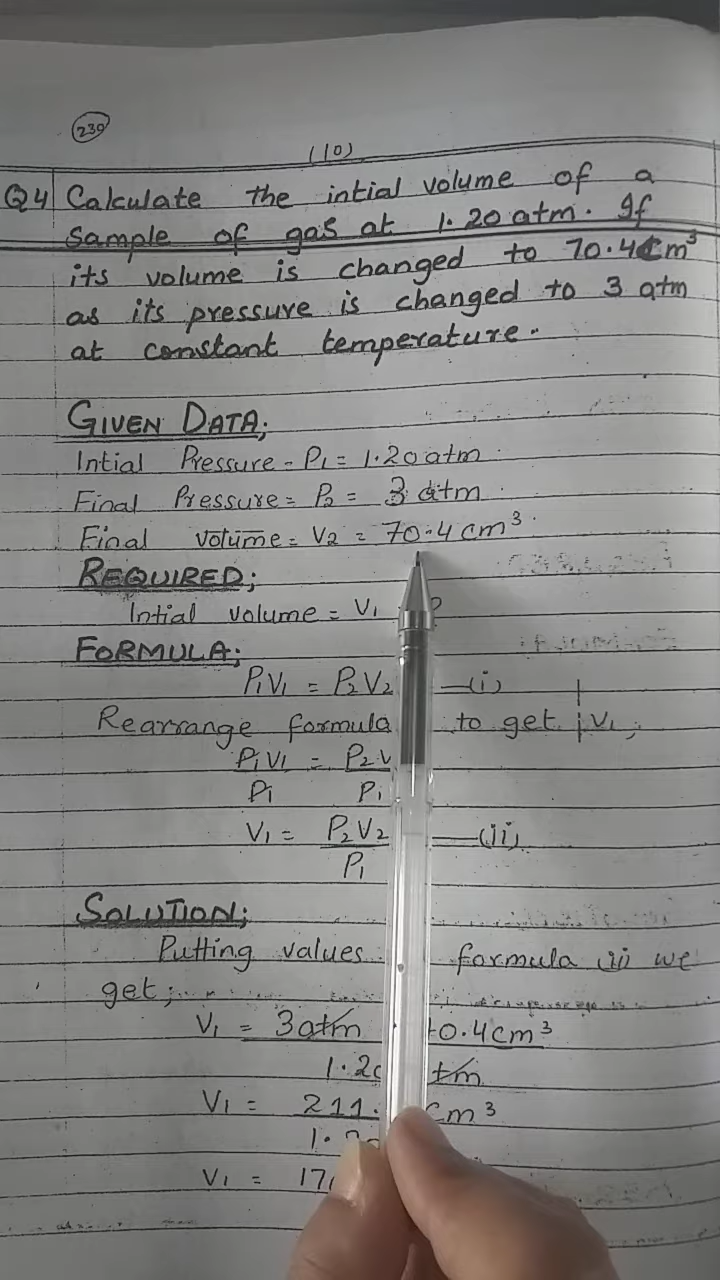 239
(10)
Q4 Calculate the intial volume of a
sample of gas at 1.20 atm. If
its volume is changed to 70.4cm³
as its pressure is changed to 3 atm
at constant temperature.
GIVEN DATA;
Intial Pressure = P₁ = 1.20 atm
Final Pressure = P₂ = 3 atm
Final volume = V₂ = 70.4 cm³
REQUIRED;
Intial volume = V₁ ?
FORMULA;
P₁V₁ = P₂V₂ —(i)
Rearrange formula to get V₁;
P₁V₁ = P₂V
P₁ P₁
V₁ = P₂V₂ —(ii)
P₁
SOLUTION;
Putting values formula (ii) we
get;
V₁ = 3atm 0.4cm³
1.20 tm
V₁ = 211. cm³
1.
V₁ = 17